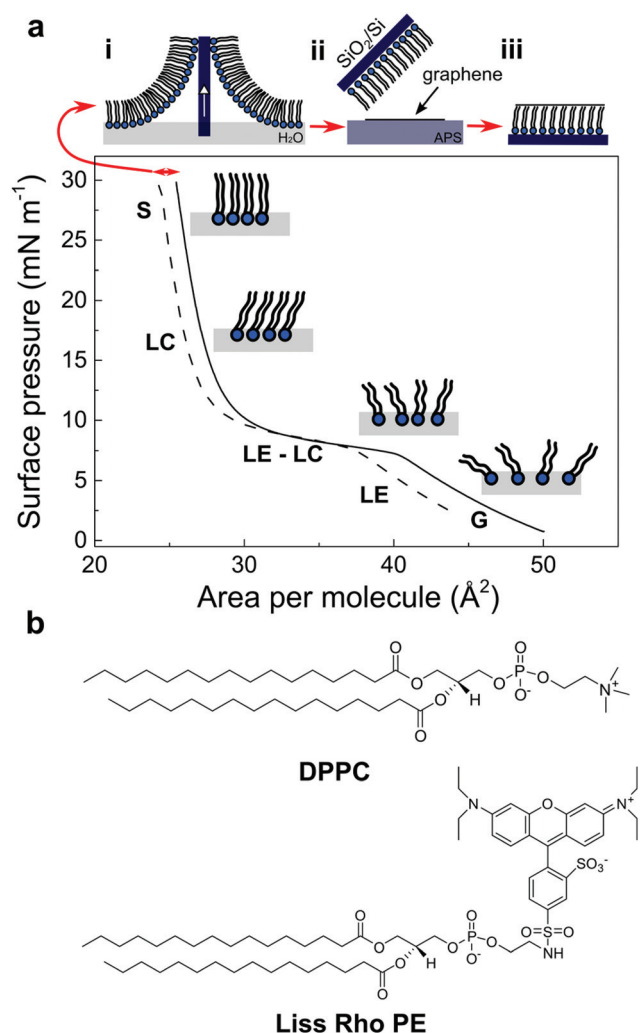 a
i
ii
iii
SiO₂/Si
graphene
H₂O
APS
Surface pressure (mN m⁻¹)
30
25
20
15
10
5
0
S
LC
LE - LC
LE
G
20
30
40
50
Area per molecule (Å²)
b
O
O
O
P
O
O
O⁻
N⁺
O
H
O
DPPC
N
O
N⁺
SO₃⁻
O
S
O
O
O
O
P
O
NH
O
O⁻
O
H
O
Liss Rho PE